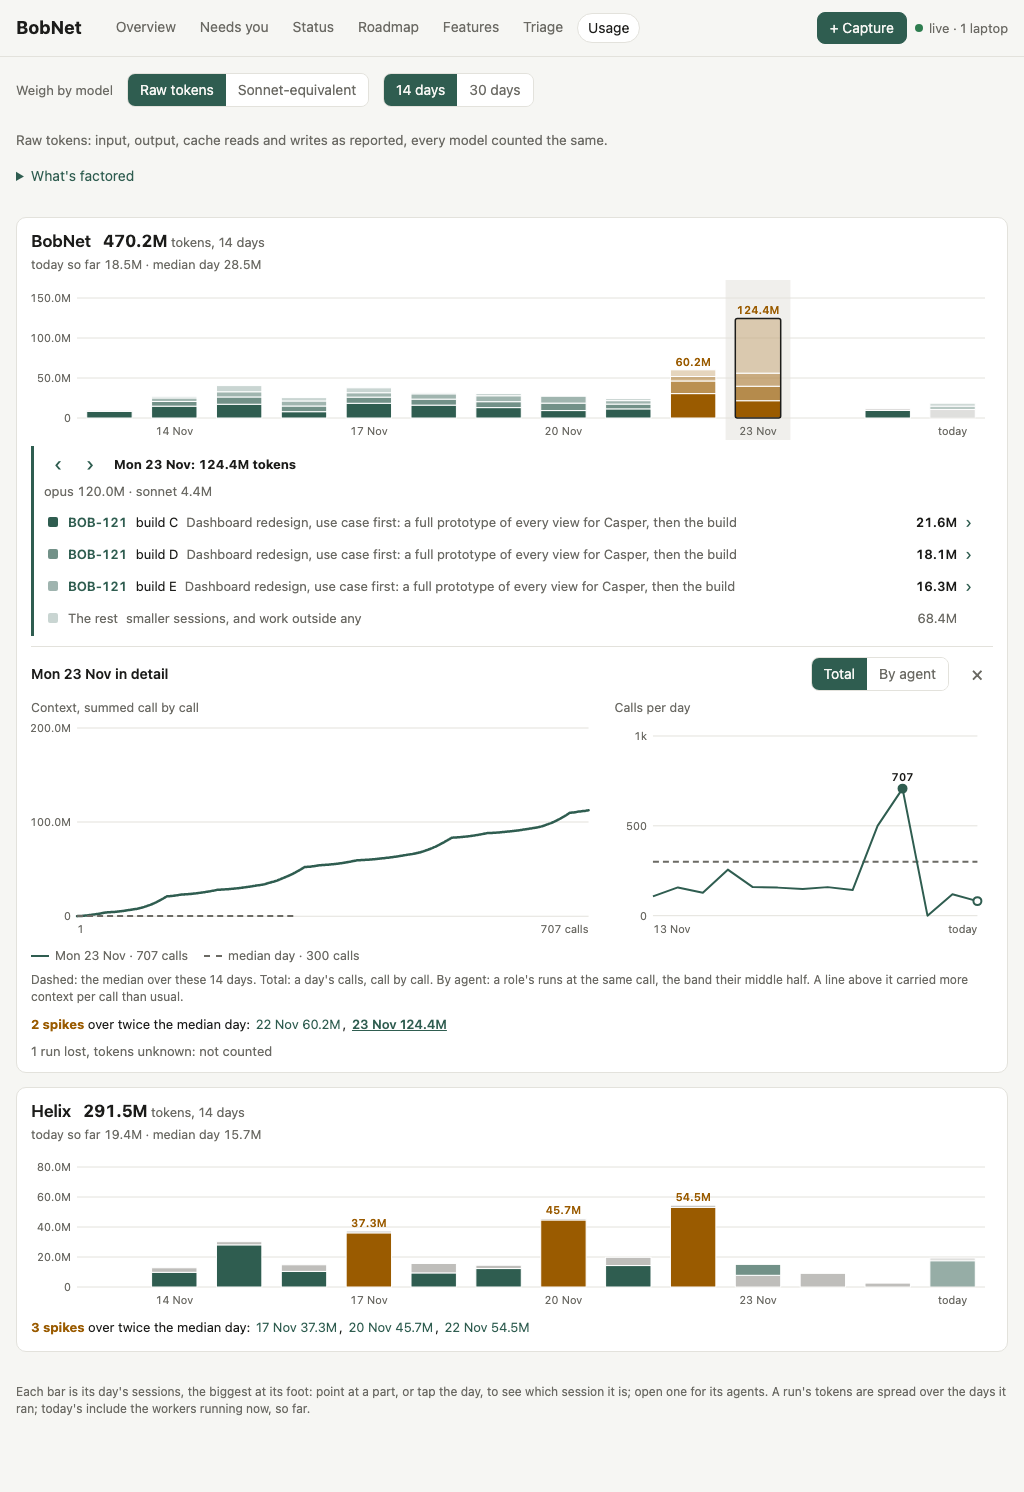 BobNet Overview Needs you Status Roadmap Features Triage Usage + Capture live · 1 laptop
Weigh by model Raw tokens Sonnet-equivalent 14 days 30 days
Raw tokens: input, output, cache reads and writes as reported, every model counted the same.
▶ What's factored
BobNet 470.2M tokens, 14 days
today so far 18.5M · median day 28.5M
150.0M
124.4M
100.0M
60.2M
50.0M
0
14 Nov 17 Nov 20 Nov 23 Nov today
‹ › Mon 23 Nov: 124.4M tokens
opus 120.0M · sonnet 4.4M
BOB-121 build C Dashboard redesign, use case first: a full prototype of every view for Casper, then the build 21.6M ›
BOB-121 build D Dashboard redesign, use case first: a full prototype of every view for Casper, then the build 18.1M ›
BOB-121 build E Dashboard redesign, use case first: a full prototype of every view for Casper, then the build 16.3M ›
The rest smaller sessions, and work outside any 68.4M
Mon 23 Nov in detail Total By agent ×
Context, summed call by call
200.0M
100.0M
0
1 707 calls
Calls per day
1k
707
500
0
13 Nov today
Mon 23 Nov · 707 calls median day · 300 calls
Dashed: the median over these 14 days. Total: a day's calls, call by call. By agent: a role's runs at the same call, the band their middle half. A line above it carried more
context per call than usual.
2 spikes over twice the median day: 22 Nov 60.2M, 23 Nov 124.4M
1 run lost, tokens unknown: not counted
Helix 291.5M tokens, 14 days
today so far 19.4M · median day 15.7M
80.0M
60.0M
54.5M
45.7M
40.0M
37.3M
20.0M
0
14 Nov 17 Nov 20 Nov 23 Nov today
3 spikes over twice the median day: 17 Nov 37.3M, 20 Nov 45.7M, 22 Nov 54.5M
Each bar is its day's sessions, the biggest at its foot: point at a part, or tap the day, to see which session it is; open one for its agents. A run's tokens are spread over the days it
ran; today's include the workers running now, so far.